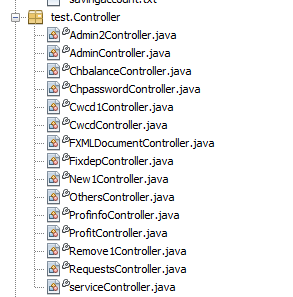 savingaccount.txt
test.Controller
Admin2Controller.java
AdminController.java
ChbalanceController.java
ChpasswordController.java
Cwcd1Controller.java
CwcdController.java
FXMLDocumentController.java
FixdepController.java
New1Controller.java
OthersController.java
ProfinfoController.java
ProfitController.java
Remove1Controller.java
RequestsController.java
serviceController.java